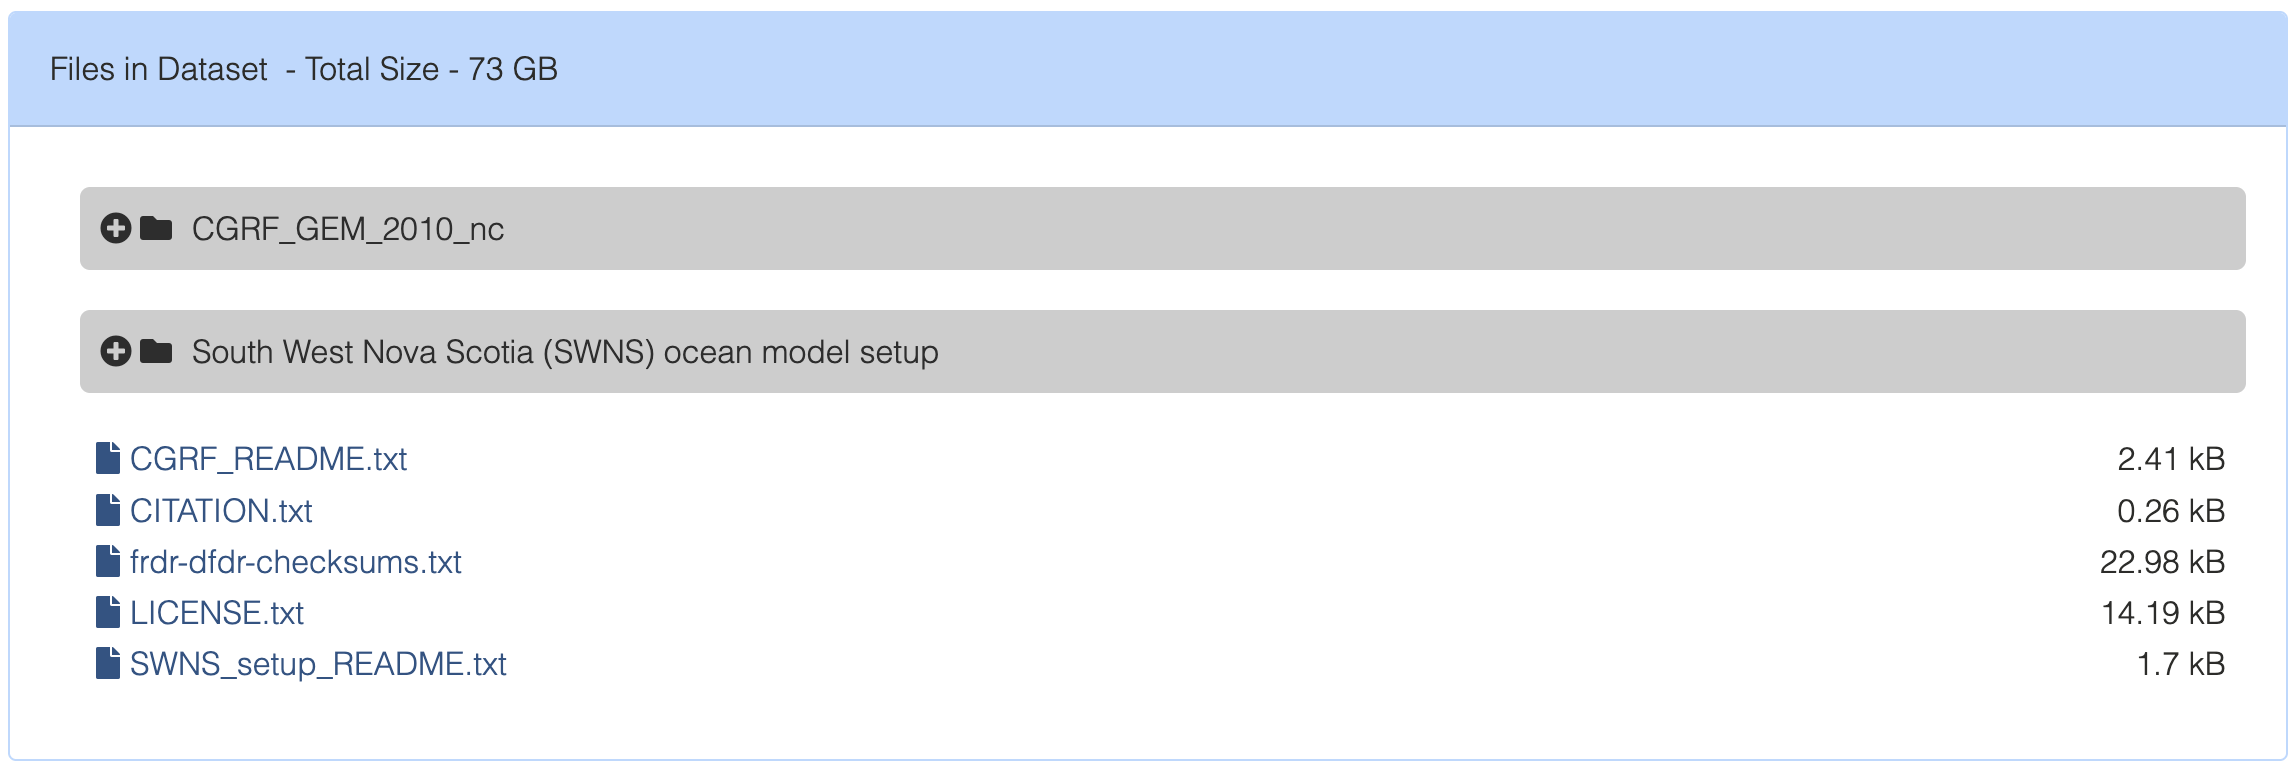 Files in Dataset - Total Size - 73 GB
CGRF_GEM_2010_nc
South West Nova Scotia (SWNS) ocean model setup
CGRF_README.txt 2.41 kB
CITATION.txt 0.26 kB
frdr-dfdr-checksums.txt 22.98 kB
LICENSE.txt 14.19 kB
SWNS_setup_README.txt 1.7 kB